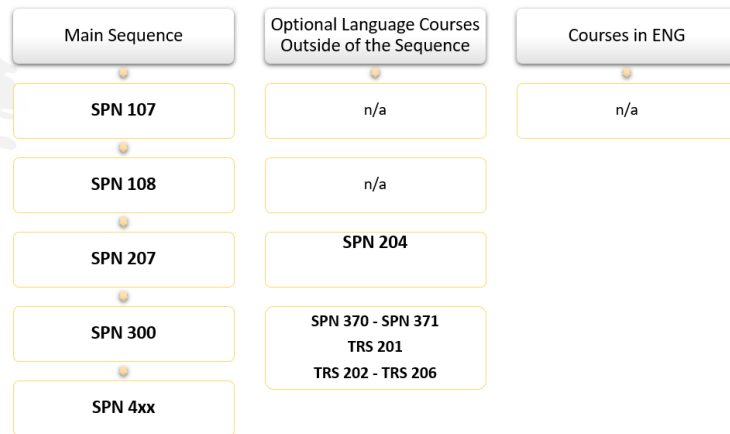 Main Sequence
SPN 107
SPN 108
SPN 207
SPN 300
SPN 4xx
Optional Language Courses
Outside of the Sequence
n/a
n/a
SPN 204
SPN 370 - SPN 371
TRS 201
TRS 202 - TRS 206
Courses in ENG
n/a